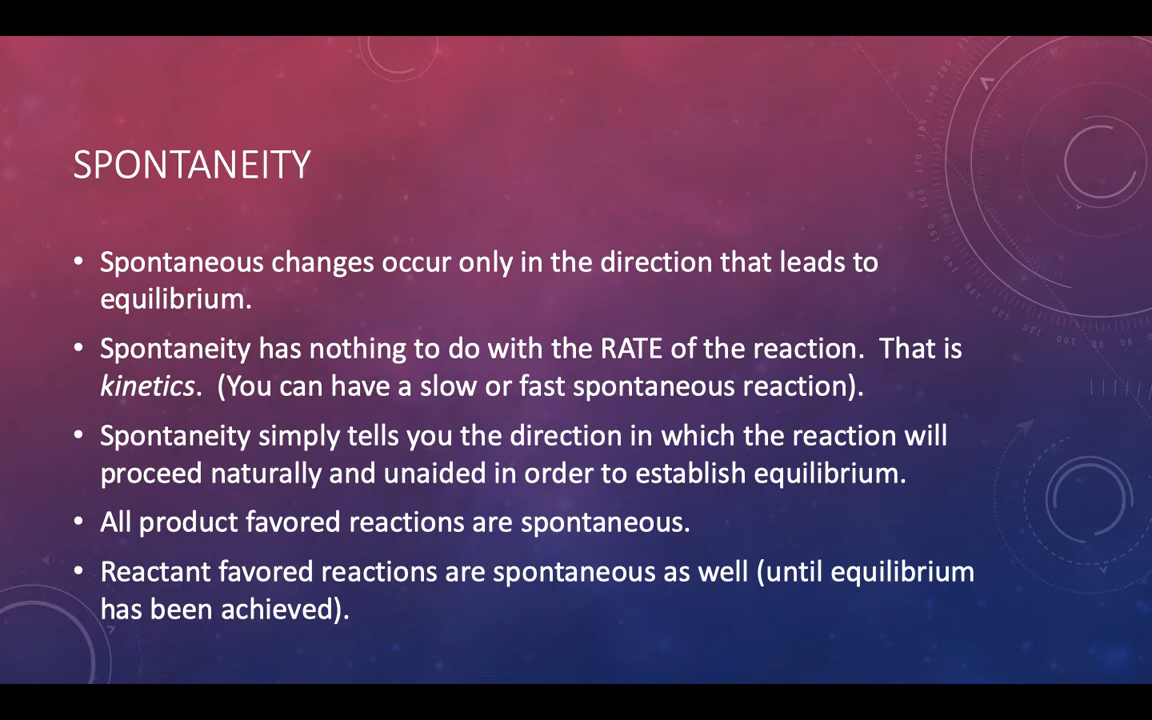 SPONTANEITY
• Spontaneous changes occur only in the direction that leads to
equilibrium.
• Spontaneity has nothing to do with the RATE of the reaction.  That is
kinetics.  (You can have a slow or fast spontaneous reaction).
• Spontaneity simply tells you the direction in which the reaction will
proceed naturally and unaided in order to establish equilibrium.
• All product favored reactions are spontaneous.
• Reactant favored reactions are spontaneous as well (until equilibrium
has been achieved).